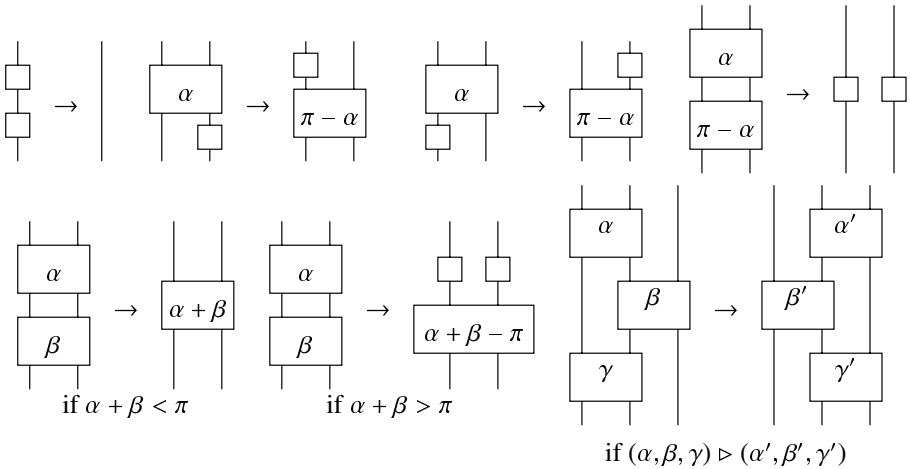 α → π − α α → π − α α π − α →
α β → α + β α β → α + β − π α β γ → α′ β′ γ′
if α + β < π if α + β > π
if (α, β, γ) ▷ (α′, β′, γ′)